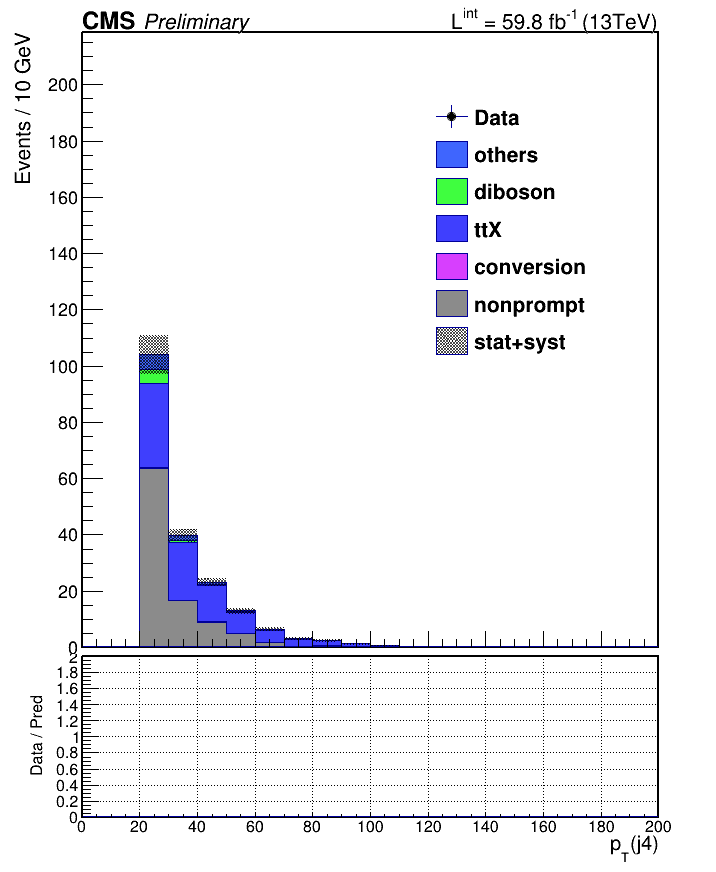 CMS Preliminary L^int = 59.8 fb^-1 (13TeV)
Events / 10 GeV
200
180
160
140
120
100
80
60
40
20
0
Data
others
diboson
ttX
conversion
nonprompt
stat+syst
Data / Pred
2
1.8
1.6
1.4
1.2
1
0.8
0.6
0.4
0.2
0
0 20 40 60 80 100 120 140 160 180 200
p_T(j4)